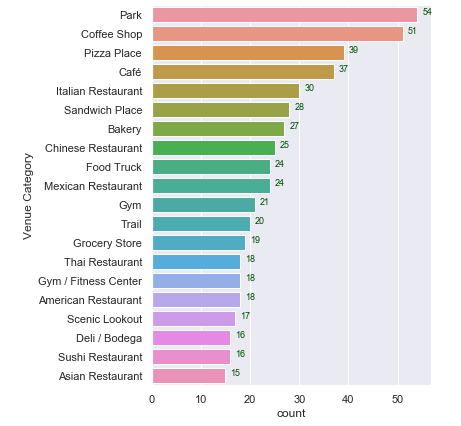 Venue Category
Park 54
Coffee Shop 51
Pizza Place 39
Café 37
Italian Restaurant 30
Sandwich Place 28
Bakery 27
Chinese Restaurant 25
Food Truck 24
Mexican Restaurant 24
Gym 21
Trail 20
Grocery Store 19
Thai Restaurant 18
Gym / Fitness Center 18
American Restaurant 18
Scenic Lookout 17
Deli / Bodega 16
Sushi Restaurant 16
Asian Restaurant 15
0 10 20 30 40 50
count